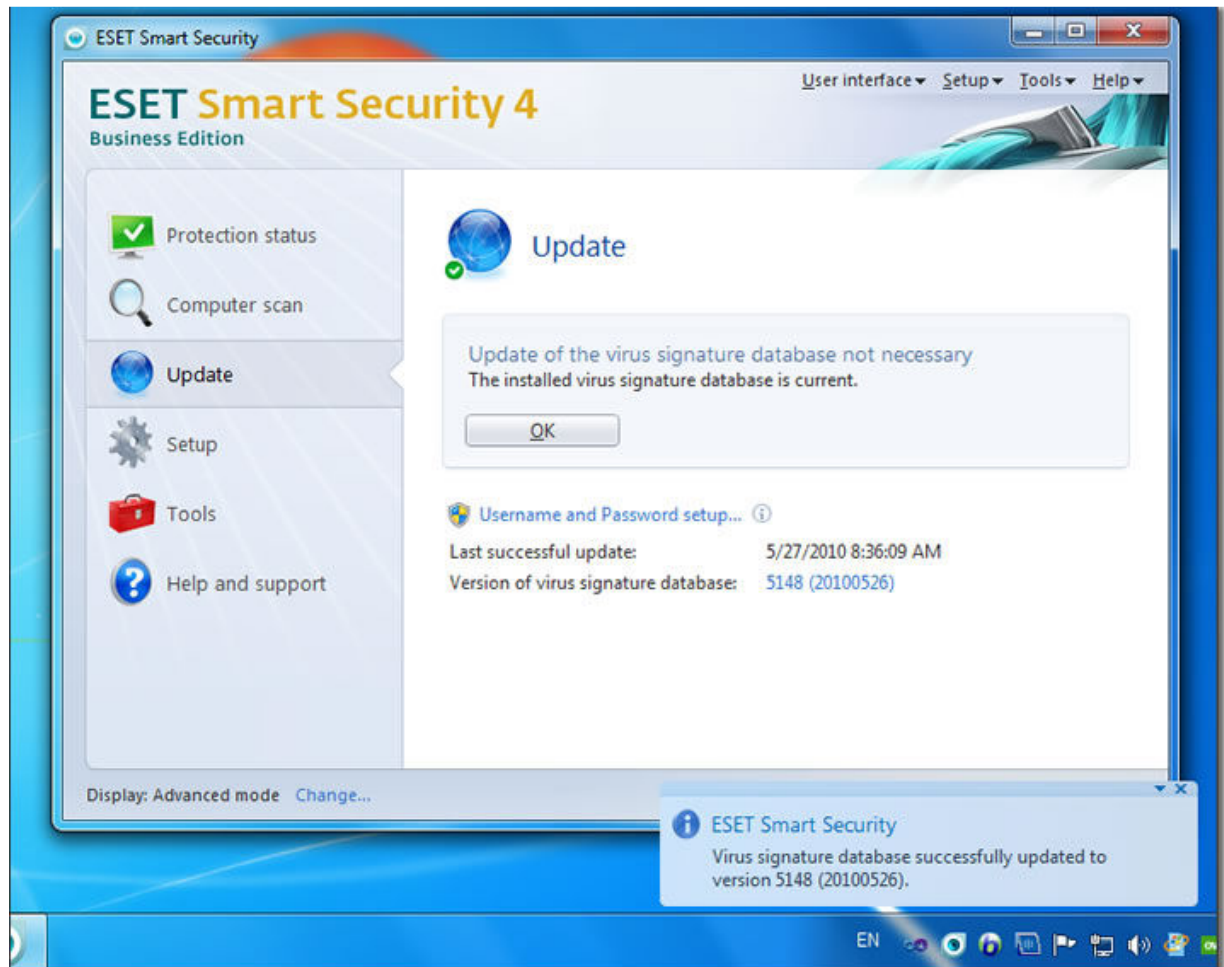 ESET Smart Security
User interface Setup Tools Help
ESET Smart Security 4
Business Edition
Protection status
Computer scan
Update
Setup
Tools
Help and support
Update
Update of the virus signature database not necessary
The installed virus signature database is current.
OK
Username and Password setup...
Last successful update: 5/27/2010 8:36:09 AM
Version of virus signature database: 5148 (20100526)
Display: Advanced mode Change...
ESET Smart Security
Virus signature database successfully updated to
version 5148 (20100526).
EN